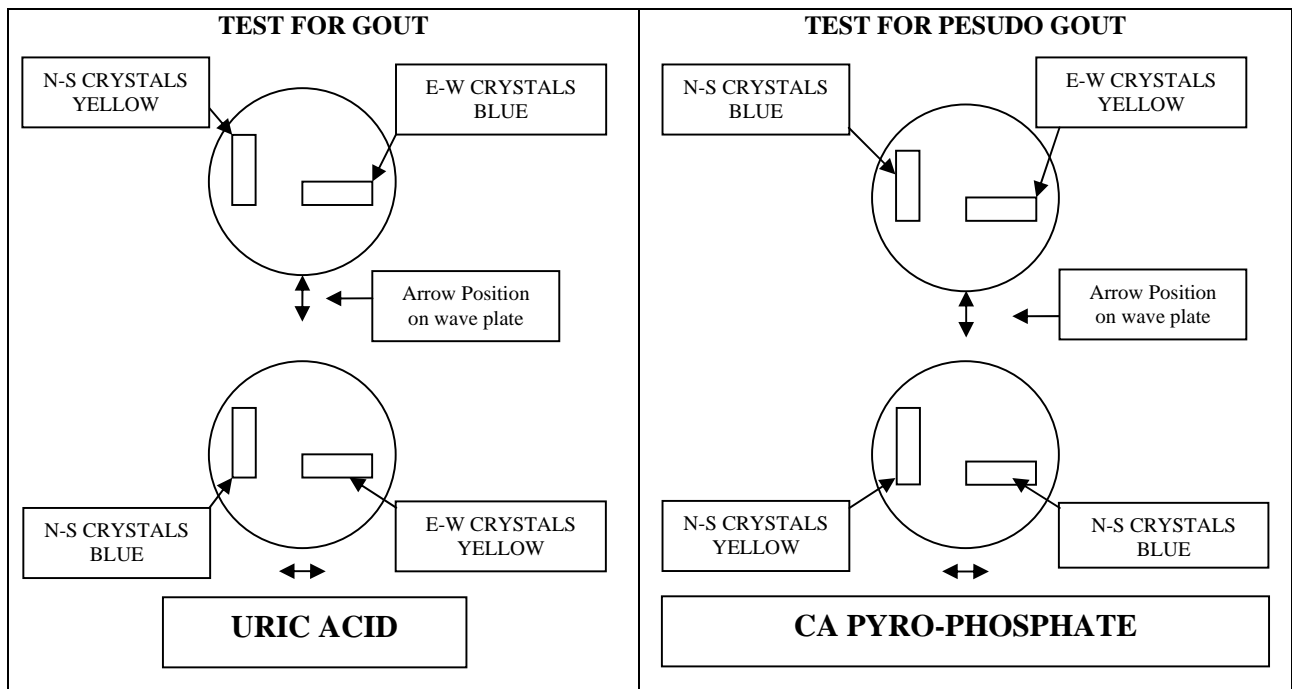 TEST FOR GOUT
N-S CRYSTALS
YELLOW
E-W CRYSTALS
BLUE
Arrow Position
on wave plate
N-S CRYSTALS
BLUE
E-W CRYSTALS
YELLOW
URIC ACID
TEST FOR PESUDO GOUT
N-S CRYSTALS
BLUE
E-W CRYSTALS
YELLOW
Arrow Position
on wave plate
N-S CRYSTALS
YELLOW
N-S CRYSTALS
BLUE
CA PYRO-PHOSPHATE